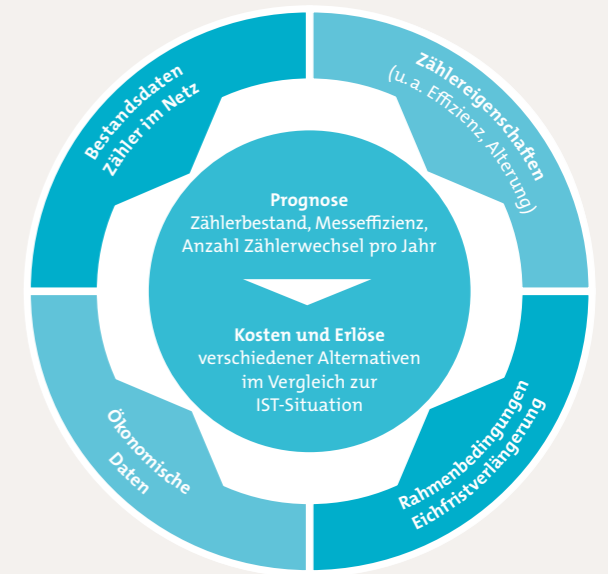 Bestandsdaten
Zähler im Netz
Zählereigenschaften
(u. a. Effizienz, Alterung)
Prognose
Zählerbestand, Messeffizienz,
Anzahl Zählerwechsel pro Jahr
Kosten und Erlöse
verschiedener Alternativen
im Vergleich zur
IST-Situation
Ökonomische
Daten
Rahmenbedingungen
Eichfristverlängerung